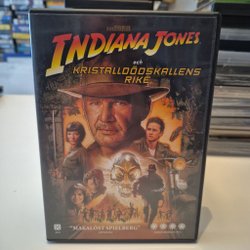 INDIANA JONES
och
KRISTALLDÖDSKALLENS
RIKE
"MAKALÖST SPIELBERG"